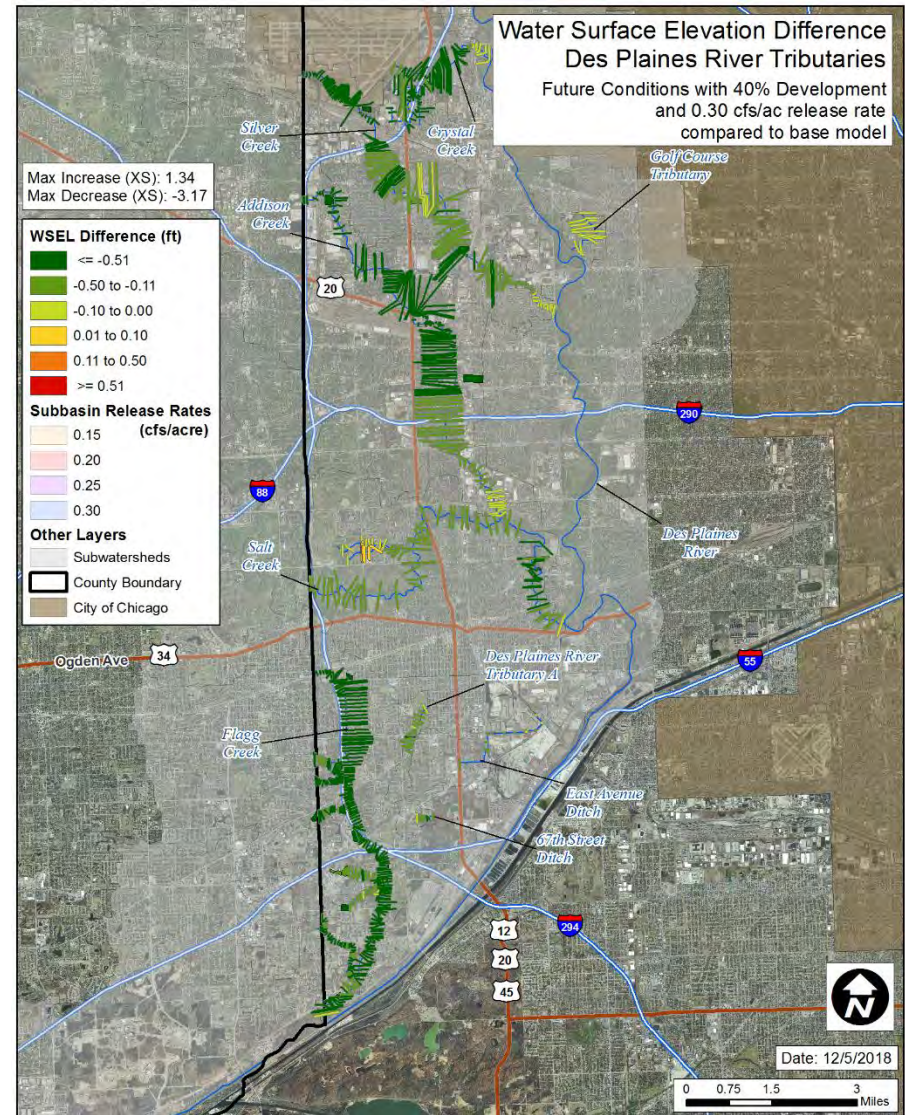 Water Surface Elevation Difference
Des Plaines River Tributaries
Future Conditions with 40% Development
and 0.30 cfs/ac release rate
compared to base model
Silver
Creek
Crystal
Creek
Golf Course
Tributary
Max Increase (XS): 1.34
Max Decrease (XS): -3.17
Addison
Creek
WSEL Difference (ft)
<= -0.51
-0.50 to -0.11
-0.10 to 0.00
0.01 to 0.10
0.11 to 0.50
>= 0.51
Subbasin Release Rates
(cfs/acre)
0.15
0.20
0.25
0.30
Other Layers
Subwatersheds
County Boundary
City of Chicago
20
290
88
Des Plaines
River
Salt
Creek
Ogden Ave
34
55
Des Plaines River
Tributary A
Flagg
Creek
East Avenue
Ditch
67th Street
Ditch
294
12
20
45
N
Date: 12/5/2018
0 0.75 1.5 3
Miles